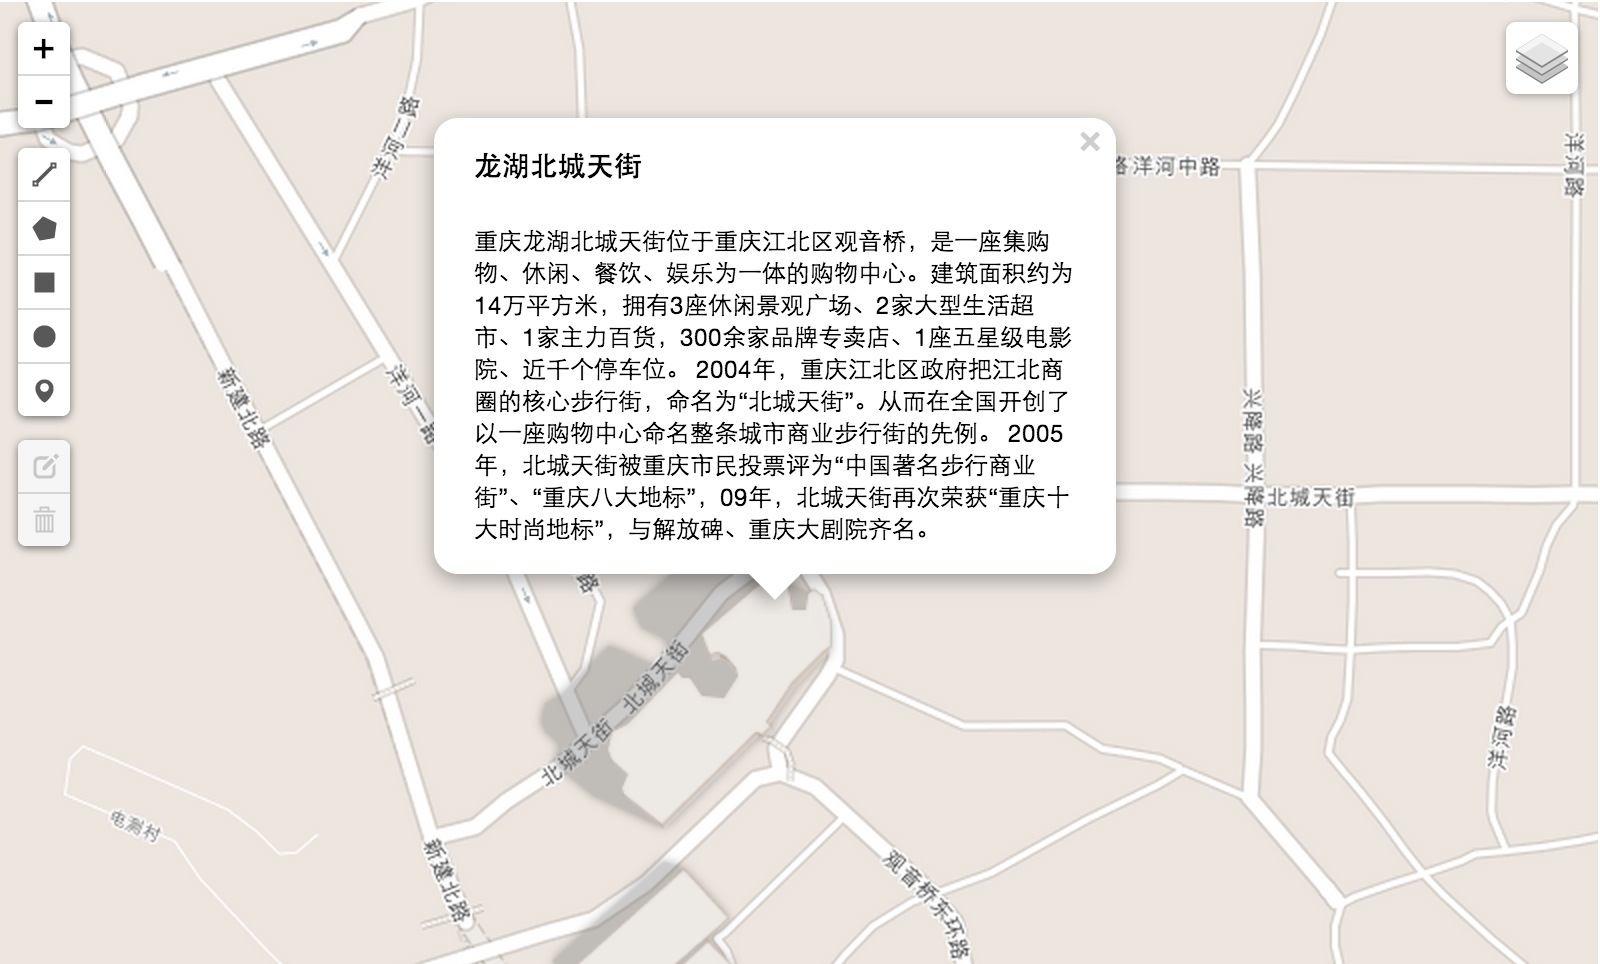 龙湖北城天街
重庆龙湖北城天街位于重庆江北区观音桥，是一座集购
物、休闲、餐饮、娱乐为一体的购物中心。建筑面积约为
14万平方米，拥有3座休闲景观广场、2家大型生活超
市、1家主力百货，300余家品牌专卖店、1座五星级电影
院、近千个停车位。 2004年，重庆江北区政府把江北商
圈的核心步行街，命名为“北城天街”。从而在全国开创了
以一座购物中心命名整条城市商业步行街的先例。 2005
年，北城天街被重庆市民投票评为“中国著名步行商业
街”、“重庆八大地标”，09年，北城天街再次荣获“重庆十
大时尚地标”，与解放碑、重庆大剧院齐名。
洋河二路
路洋河中路
洋河路
新建北路
洋河一路
兴隆路
兴隆路
北城天街
路
北城天街
北城天街
洋河路
电测村
新建北路
观音桥东环路